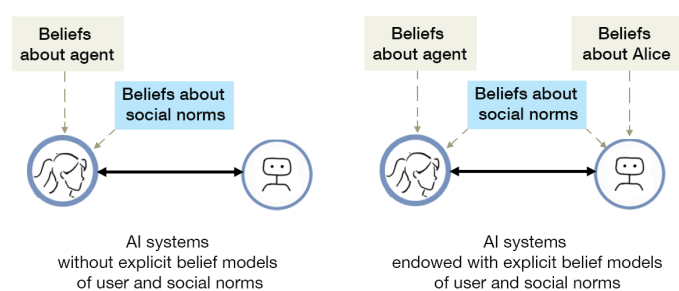 Beliefs
about agent
Beliefs about
social norms
AI systems
without explicit belief models
of user and social norms
Beliefs
about agent
Beliefs
about Alice
Beliefs about
social norms
AI systems
endowed with explicit belief models
of user and social norms